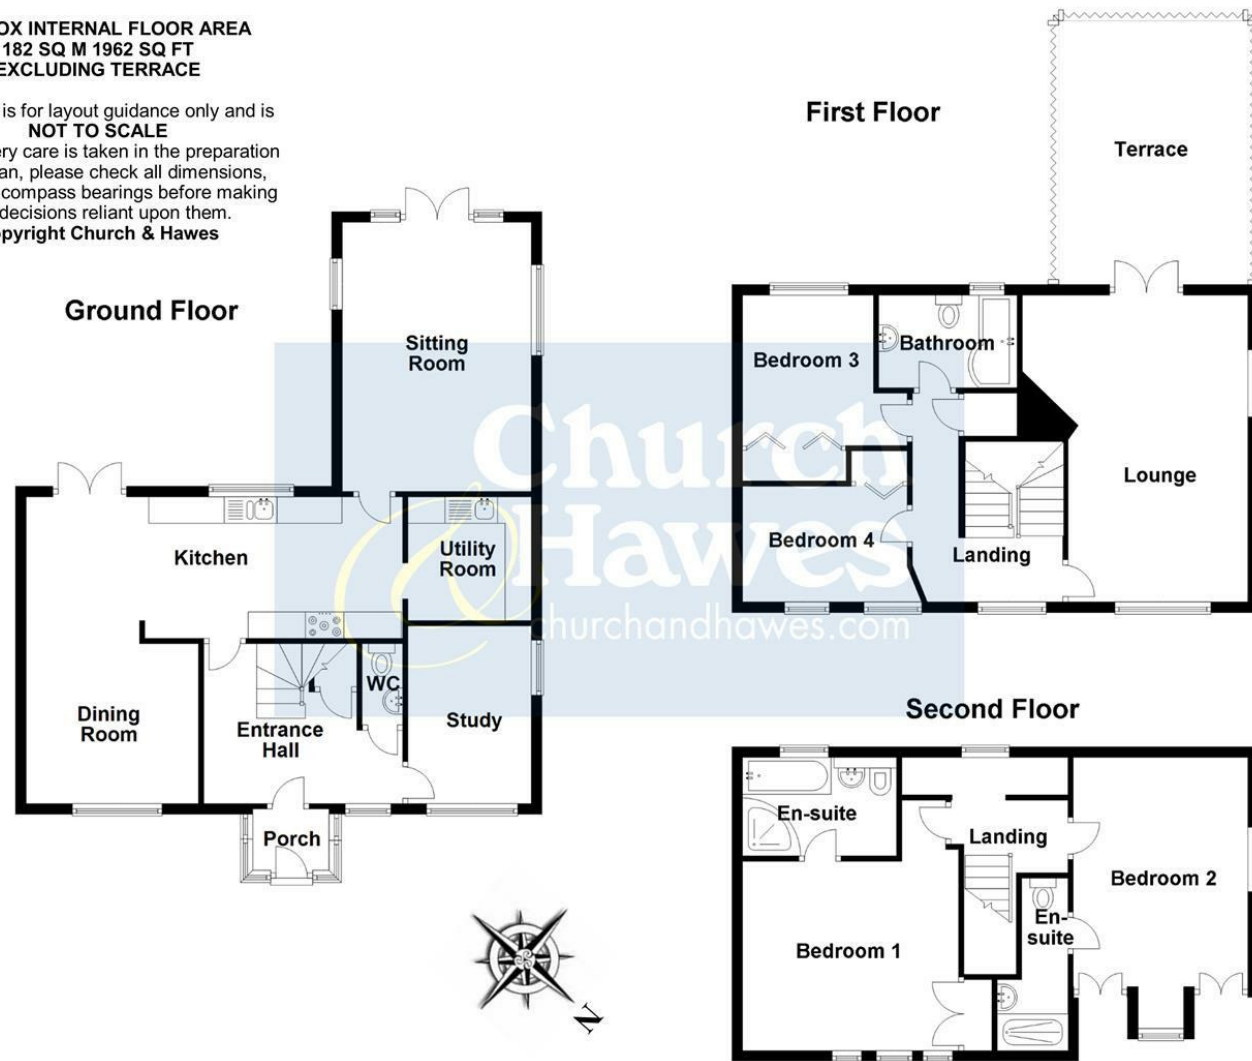 OX INTERNAL FLOOR AREA
182 SQ M 1962 SQ FT
EXCLUDING TERRACE
is for layout guidance only and is
NOT TO SCALE
ery care is taken in the preparation
an, please check all dimensions,
compass bearings before making
decisions reliant upon them.
opyright Church & Hawes
Ground Floor
Sitting
Room
Kitchen
Utility
Room
Dining
Room
Entrance
Hall
WC
Study
Porch
First Floor
Terrace
Bedroom 3
Bathroom
Lounge
Bedroom 4
Landing
Second Floor
En-suite
Landing
Bedroom 2
En-
suite
Bedroom 1
Church
& Hawes
churchandhawes.com
N